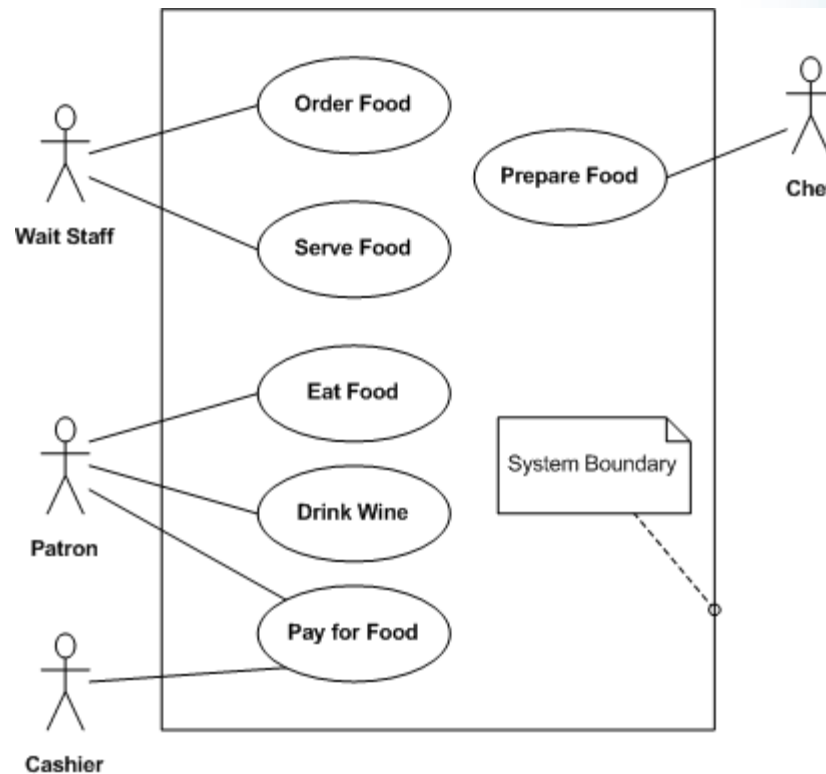 Order Food
Prepare Food
Wait Staff
Che
Serve Food
Eat Food
System Boundary
Drink Wine
Patron
Pay for Food
Cashier